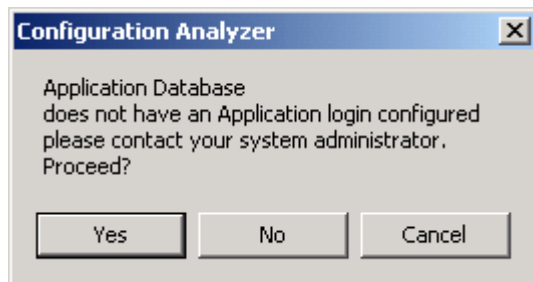 Configuration Analyzer
Application Database
does not have an Application login configured
please contact your system administrator.
Proceed?
Yes No Cancel